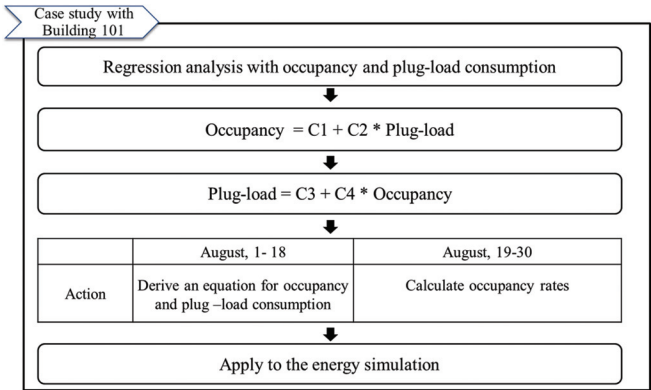 Case study with
Building 101
Regression analysis with occupancy and plug-load consumption
Occupancy = C1 + C2 * Plug-load
Plug-load = C3 + C4 * Occupancy
August, 1- 18
August, 19-30
Action
Derive an equation for occupancy
and plug –load consumption
Calculate occupancy rates
Apply to the energy simulation